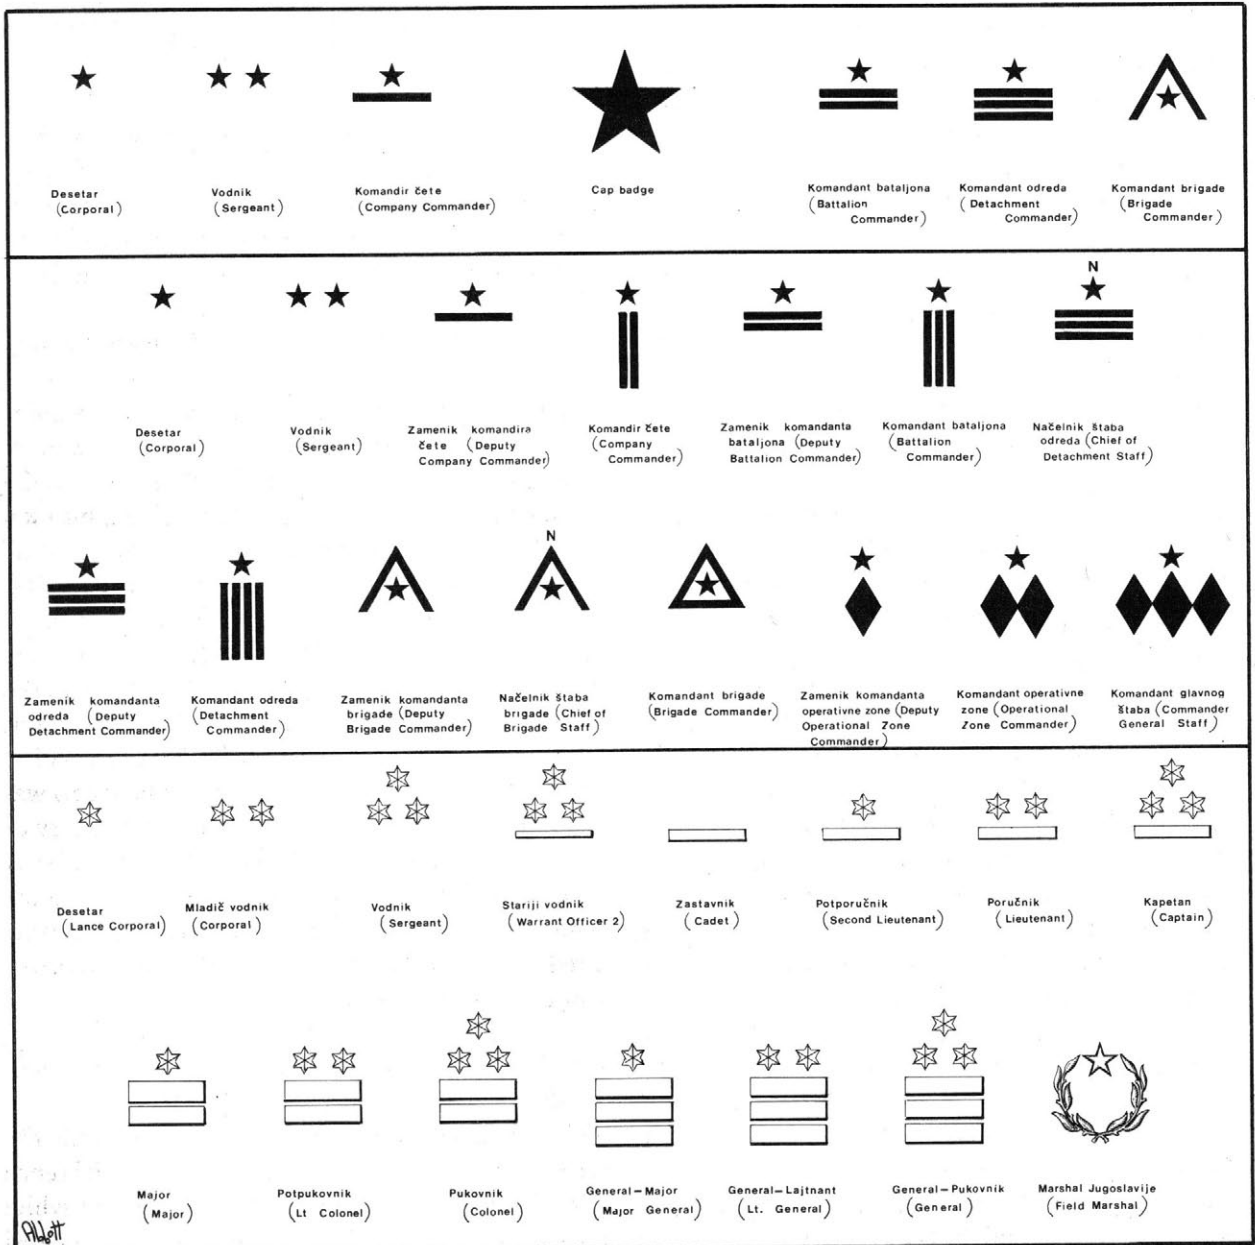 Desetar
(Corporal)
Vodnik
(Sergeant)
Komandir čete
(Company Commander)
Cap badge
Komandant bataljona
(Battalion
Commander)
Komandant odreda
(Detachment
Commander)
Komandant brigade
(Brigade
Commander)
Desetar
(Corporal)
Vodnik
(Sergeant)
Zamenik komandira
čete (Deputy
Company Commander)
Komandir čete
(Company
Commander)
Zamenik komandanta
bataljona (Deputy
Battalion Commander)
Komandant bataljona
(Battalion
Commander)
N
Načelnik štaba
odreda (Chief of
Detachment Staff)
Zamenik komandanta
odreda (Deputy
Detachment Commander)
Komandant odreda
(Detachment
Commander)
Zamenik komandanta
brigade (Deputy
Brigade Commander)
N
Načelnik štaba
brigade (Chief of
Brigade Staff)
Komandant brigade
(Brigade Commander)
Zamenik komandanta
operativne zone (Deputy
Operational Zone
Commander)
Komandant operativne
zone (Operational
Zone Commander)
Komandant glavnog
štaba (Commander
General Staff)
Desetar
(Lance Corporal)
Mladič vodnik
(Corporal)
Vodnik
(Sergeant)
Stariji vodnik
(Warrant Officer 2)
Zastavnik
(Cadet)
Potporučnik
(Second Lieutenant)
Poručnik
(Lieutenant)
Kapetan
(Captain)
Major
(Major)
Potpukovnik
(Lt Colonel)
Pukovnik
(Colonel)
General—Major
(Major General)
General—Lajtnant
(Lt. General)
General—Pukovnik
(General)
Marshal Jugoslavije
(Field Marshal)
Abbott